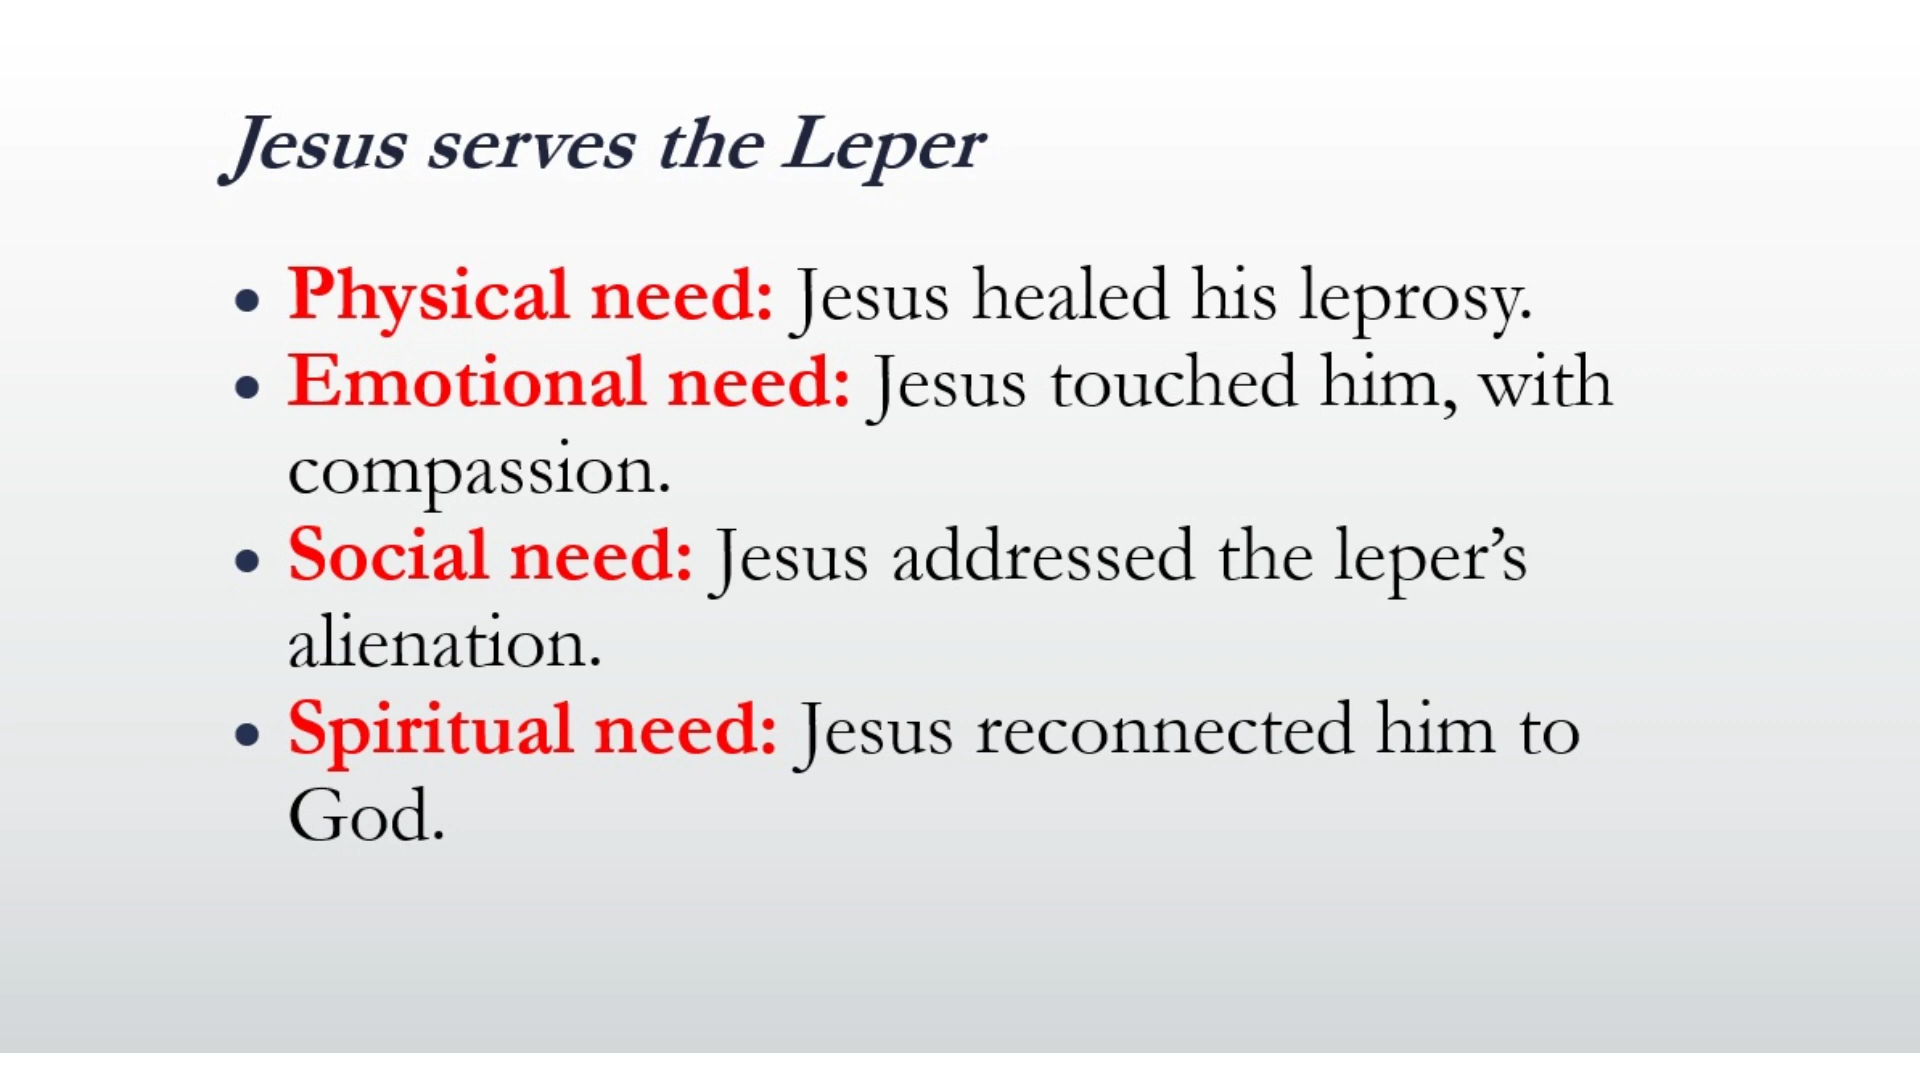 Jesus serves the Leper
• Physical need: Jesus healed his leprosy.
• Emotional need: Jesus touched him, with
compassion.
• Social need: Jesus addressed the leper’s
alienation.
• Spiritual need: Jesus reconnected him to
God.